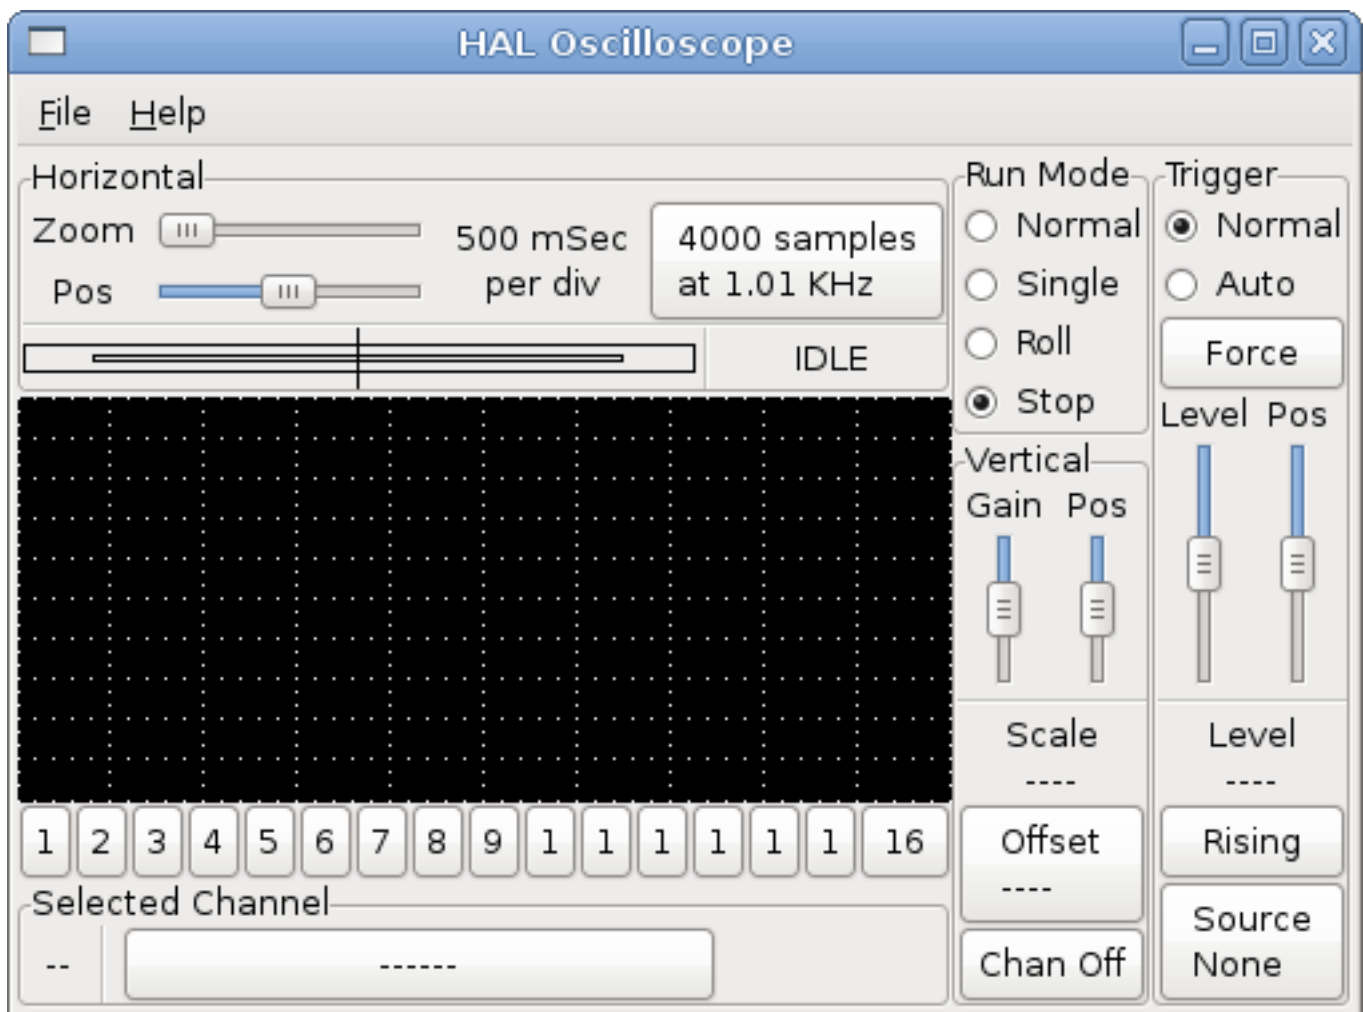 HAL Oscilloscope
File Help
Horizontal
Zoom
Pos
500 mSec
per div
4000 samples
at 1.01 KHz
IDLE
Run Mode
Normal
Single
Roll
Stop
Trigger
Normal
Auto
Force
Level Pos
Vertical
Gain Pos
Scale
----
Level
----
1 2 3 4 5 6 7 8 9 1 1 1 1 1 1 16
Offset
----
Rising
Selected Channel
--
------
Chan Off
Source
None